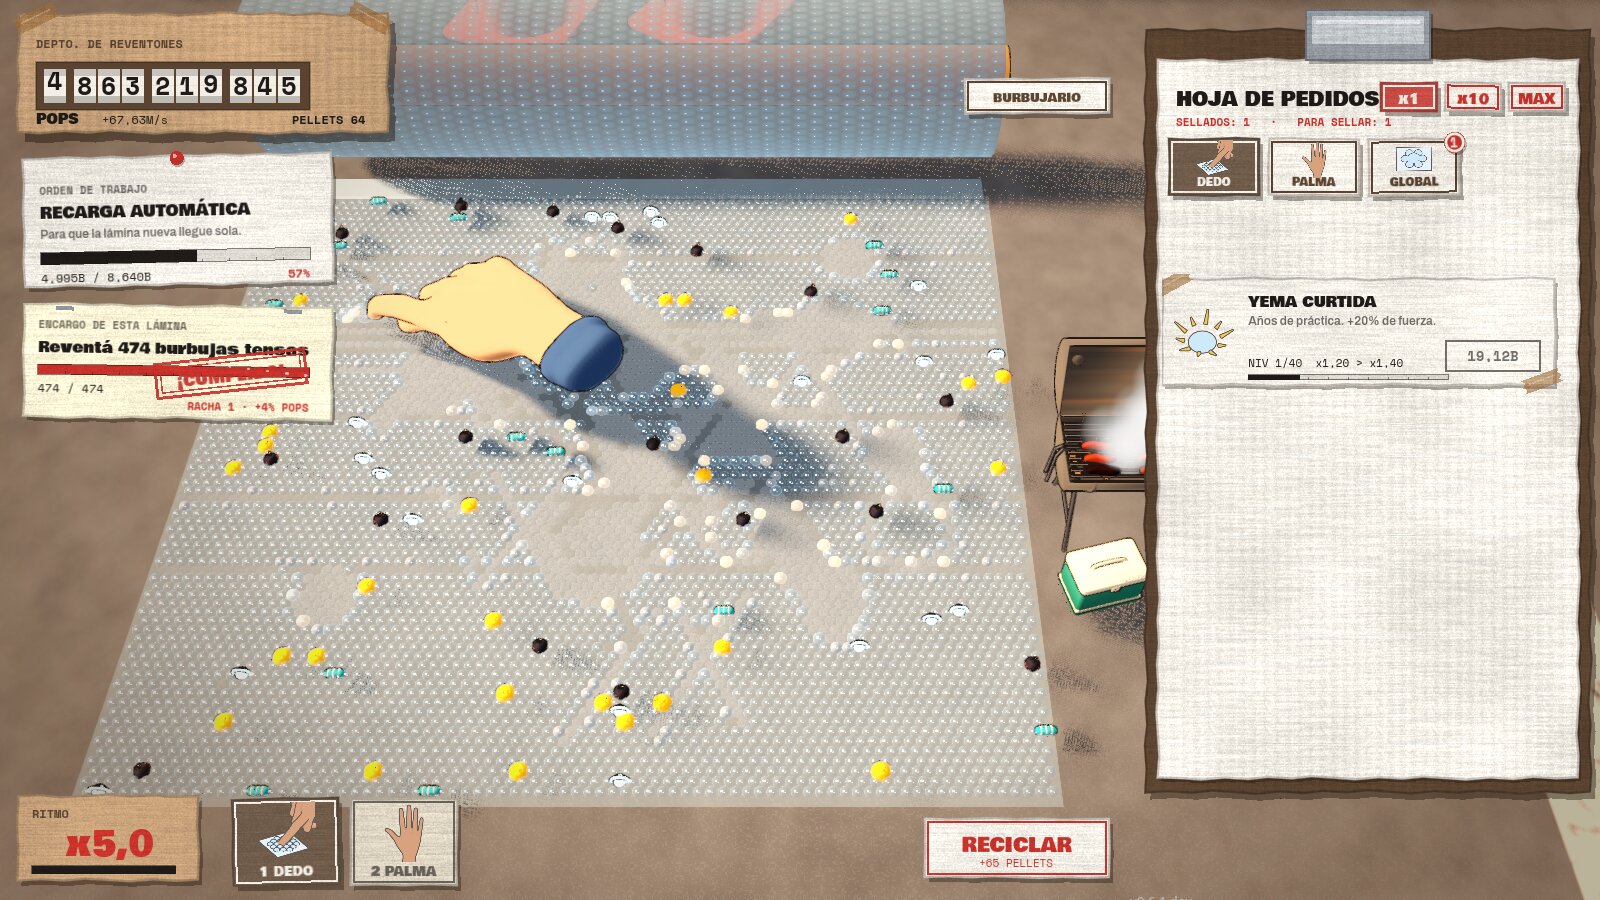 DEPTO. DE REVENTONES
4 863 219 845
POPS +67,63M/s PELLETS 64
ORDEN DE TRABAJO
RECARGA AUTOMÁTICA
Para que la lámina nueva llegue sola.
4.995B / 8.640B 57%
ENCARGO DE ESTA LÁMINA
Reventá 474 burbujas tensas
474 / 474
RACHA 1 · +4% POPS
BURBUJARIO
HOJA DE PEDIDOS x1 x10 MAX
SELLADOS: 1 · PARA SELLAR: 1
DEDO PALMA GLOBAL 1
YEMA CURTIDA
Años de práctica. +20% de fuerza.
NIV 1/40 x1,20 > x1,40 19,12B
RITMO
x5,0
1 DEDO 2 PALMA
RECICLAR
+65 PELLETS